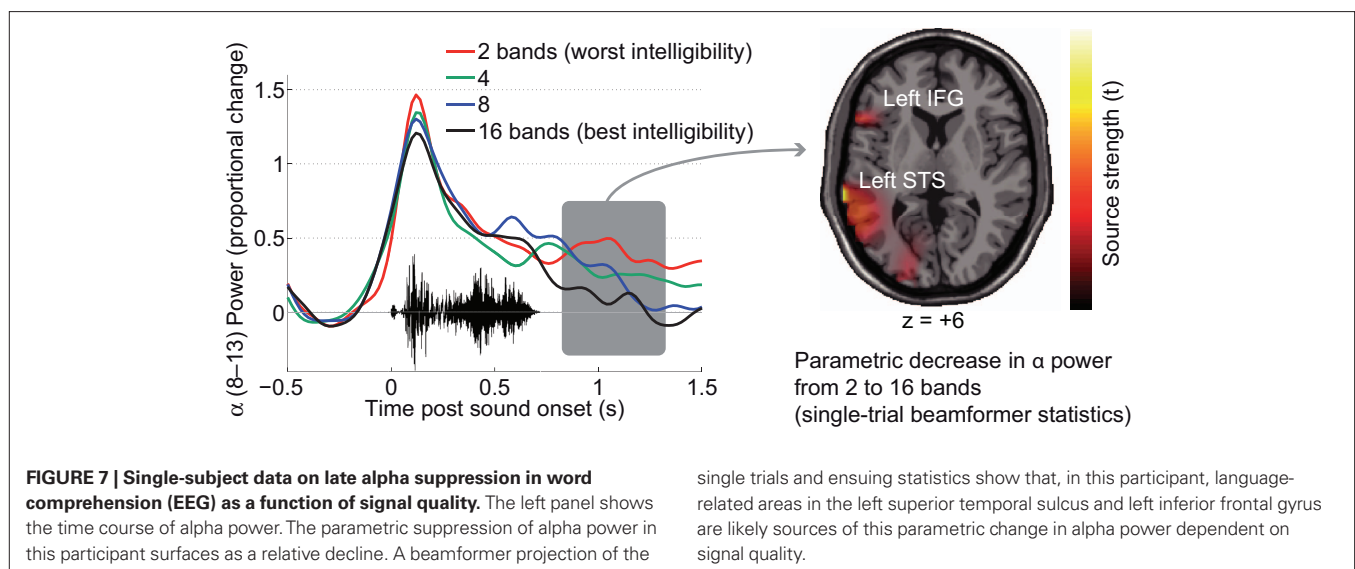 2 bands (worst intelligibility)
4
8
16 bands (best intelligibility)
α (8–13) Power (proportional change)
1.5
1
0.5
0
−0.5
0
0.5
1
1.5
Time post sound onset (s)
Left IFG
Left STS
z = +6
Source strength (t)
Parametric decrease in α power
from 2 to 16 bands
(single-trial beamformer statistics)
FIGURE 7 | Single-subject data on late alpha suppression in word
comprehension (EEG) as a function of signal quality. The left panel shows
the time course of alpha power. The parametric suppression of alpha power in
this participant surfaces as a relative decline. A beamformer projection of the
single trials and ensuing statistics show that, in this participant, language-
related areas in the left superior temporal sulcus and left inferior frontal gyrus
are likely sources of this parametric change in alpha power dependent on
signal quality.